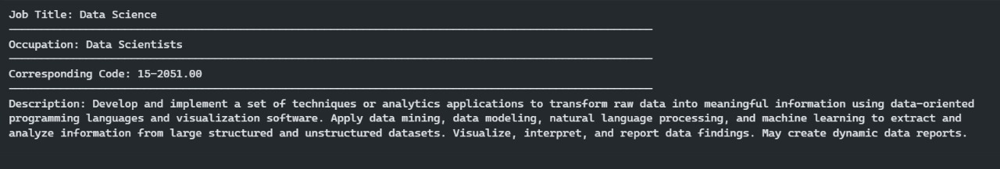 Job Title: Data Science
Occupation: Data Scientists
Corresponding Code: 15-2051.00
Description: Develop and implement a set of techniques or analytics applications to transform raw data into meaningful information using data-oriented
programming languages and visualization software. Apply data mining, data modeling, natural language processing, and machine learning to extract and
analyze information from large structured and unstructured datasets. Visualize, interpret, and report data findings. May create dynamic data reports.